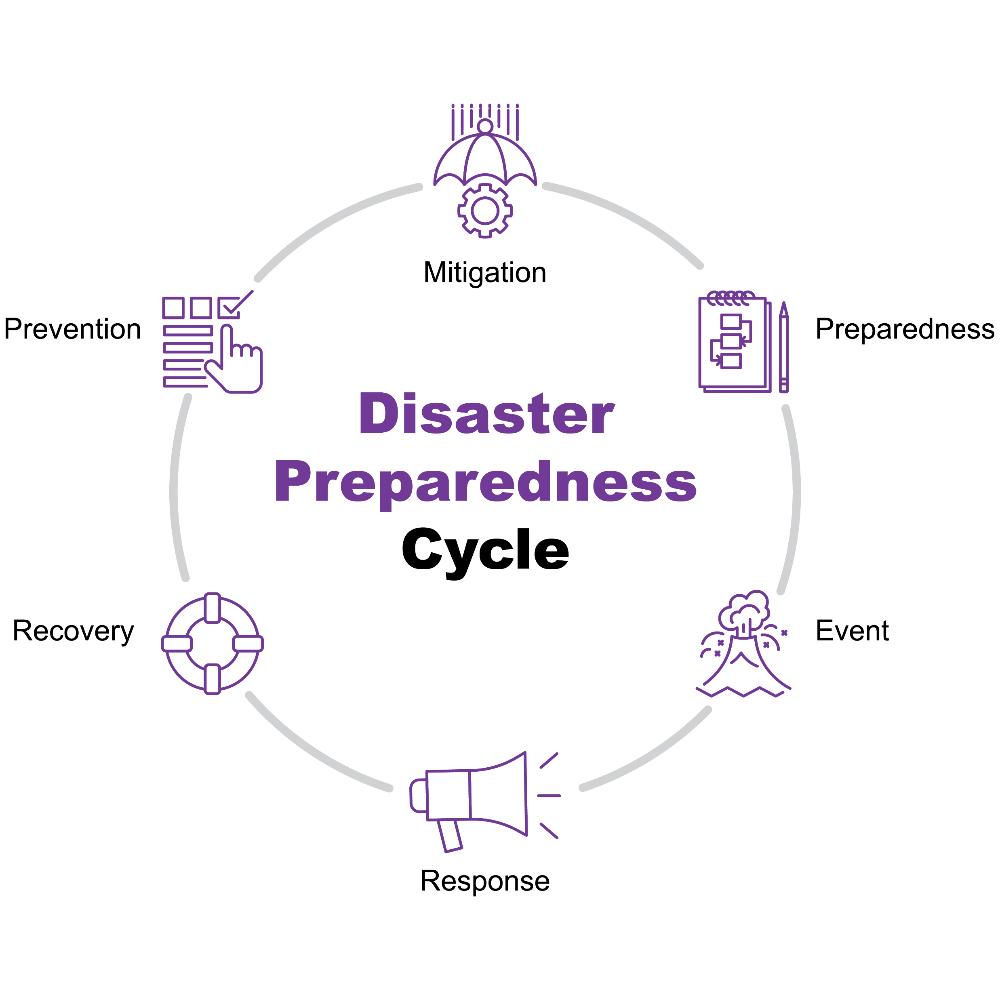 Mitigation
Prevention
Preparedness
Disaster
Preparedness
Cycle
Recovery
Event
Response